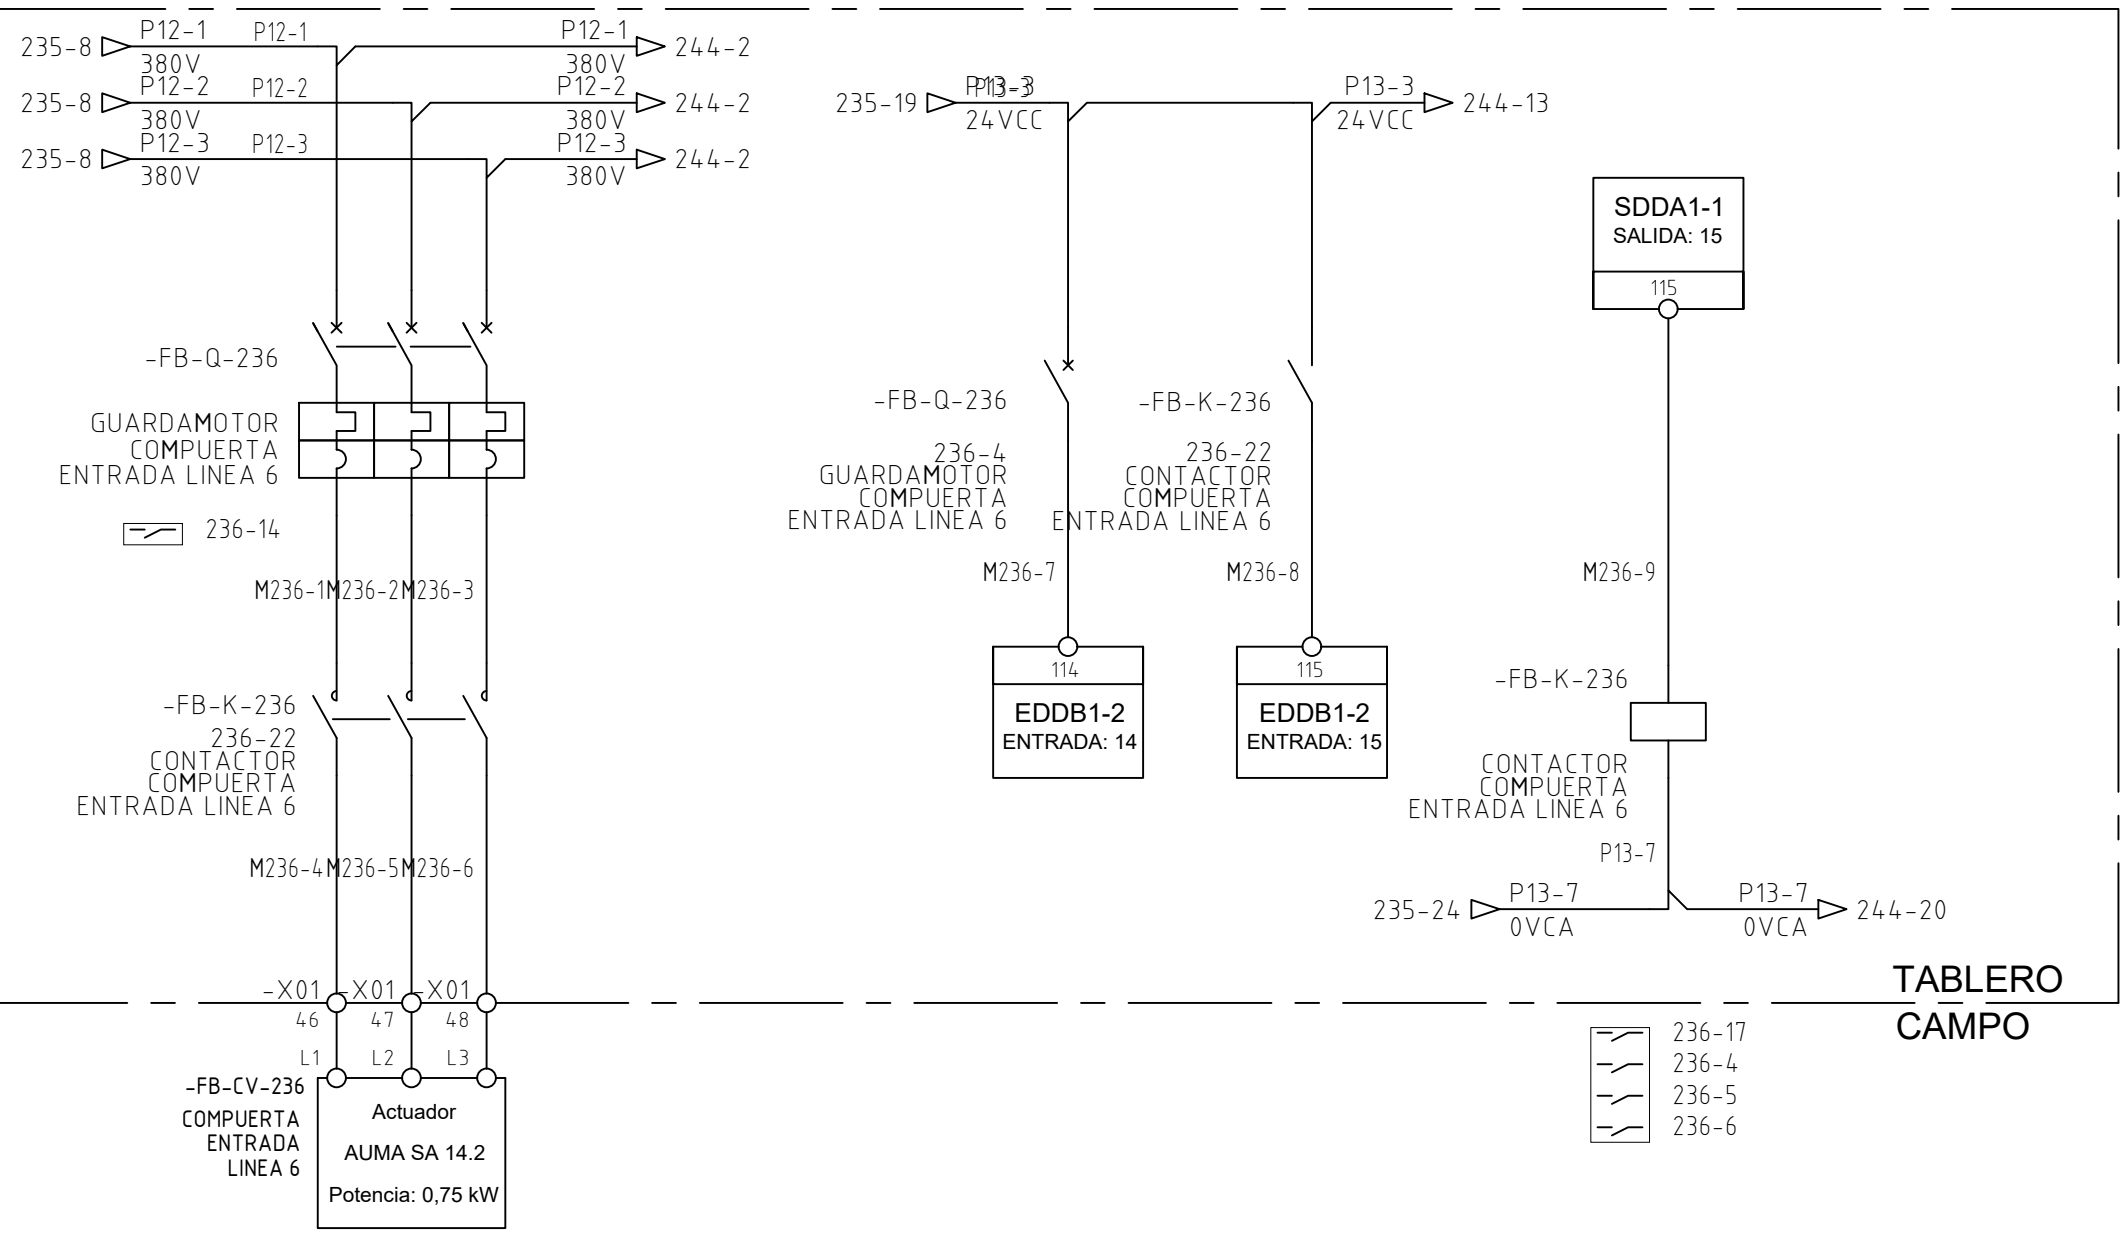 235-8
P12-1
P12-1
380V
P12-1
380V
244-2
235-8
P12-2
P12-2
380V
P12-2
380V
244-2
235-8
P12-3
P12-3
380V
P12-3
380V
244-2
-FB-Q-236
GUARDAMOTOR
COMPUERTA
ENTRADA LINEA 6
236-14
M236-1
M236-2
M236-3
-FB-K-236
236-22
CONTACTOR
COMPUERTA
ENTRADA LINEA 6
M236-4
M236-5
M236-6
-X01
-X01
-X01
46
47
48
L1
L2
L3
-FB-CV-236
COMPUERTA
ENTRADA
LINEA 6
Actuador
AUMA SA 14.2
Potencia: 0,75 kW
235-19
P13-3
P13-3
24VCC
P13-3
24VCC
244-13
-FB-Q-236
236-4
GUARDAMOTOR
COMPUERTA
ENTRADA LINEA 6
M236-7
114
EDDB1-2
ENTRADA: 14
-FB-K-236
236-22
CONTACTOR
COMPUERTA
ENTRADA LINEA 6
M236-8
115
EDDB1-2
ENTRADA: 15
SDDA1-1
SALIDA: 15
115
M236-9
-FB-K-236
CONTACTOR
COMPUERTA
ENTRADA LINEA 6
P13-7
235-24
P13-7
0VCA
P13-7
0VCA
244-20
TABLERO
CAMPO
236-17
236-4
236-5
236-6